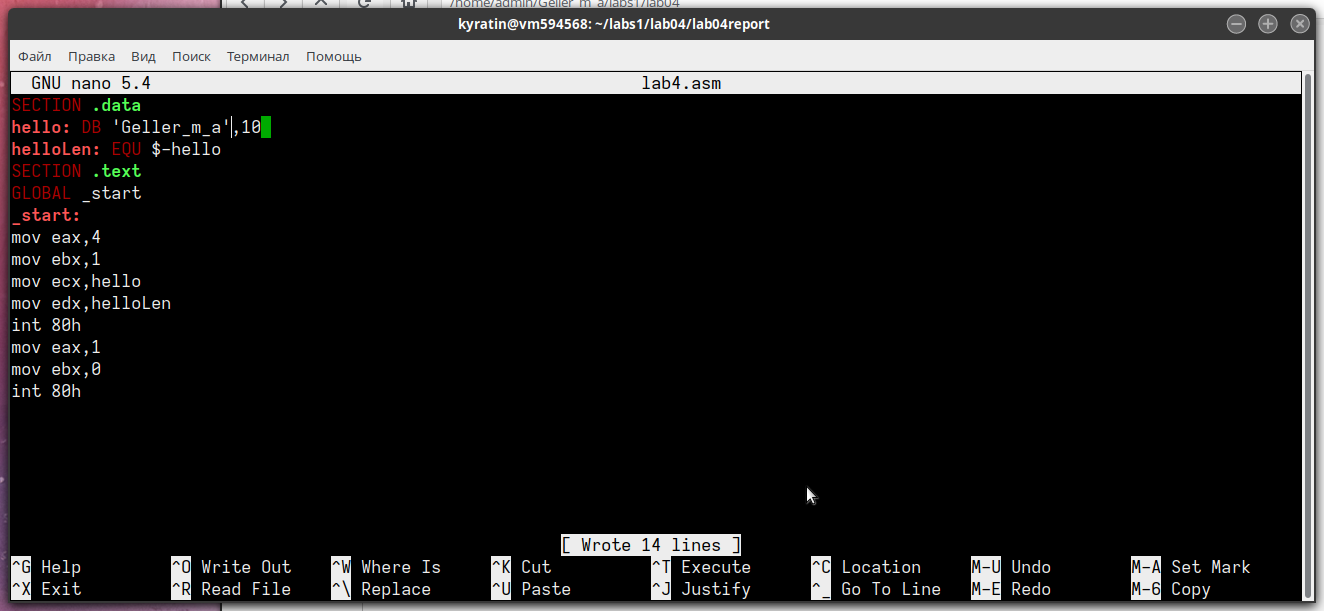 /home/admin/Geller_m_a/labs1/lab04
kyratin@vm594568: ~/labs1/lab04/lab04report
Файл Правка Вид Поиск Терминал Помощь
GNU nano 5.4 lab4.asm
SECTION .data
hello: DB 'Geller_m_a',10
helloLen: EQU $-hello
SECTION .text
GLOBAL _start
_start:
mov eax,4
mov ebx,1
mov ecx,hello
mov edx,helloLen
int 80h
mov eax,1
mov ebx,0
int 80h
[ Wrote 14 lines ]
^G Help ^O Write Out ^W Where Is ^K Cut ^T Execute ^C Location M-U Undo M-A Set Mark
^X Exit ^R Read File ^\ Replace ^U Paste ^J Justify ^_ Go To Line M-E Redo M-6 Copy